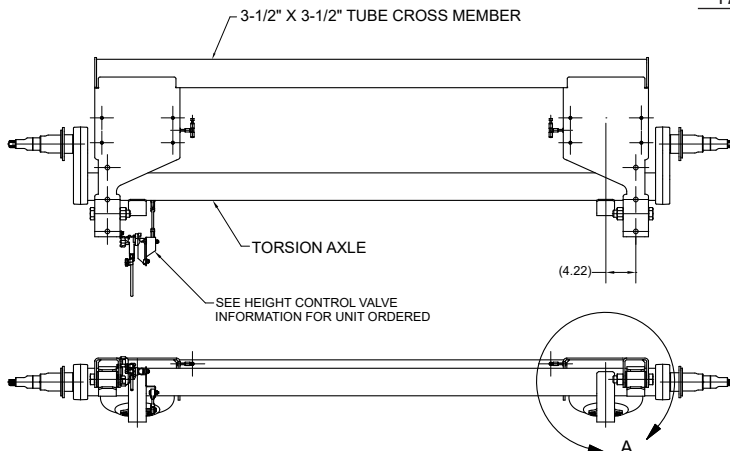 3-1/2" X 3-1/2" TUBE CROSS MEMBER
TORSION AXLE
(4.22)
SEE HEIGHT CONTROL VALVE
INFORMATION FOR UNIT ORDERED
A